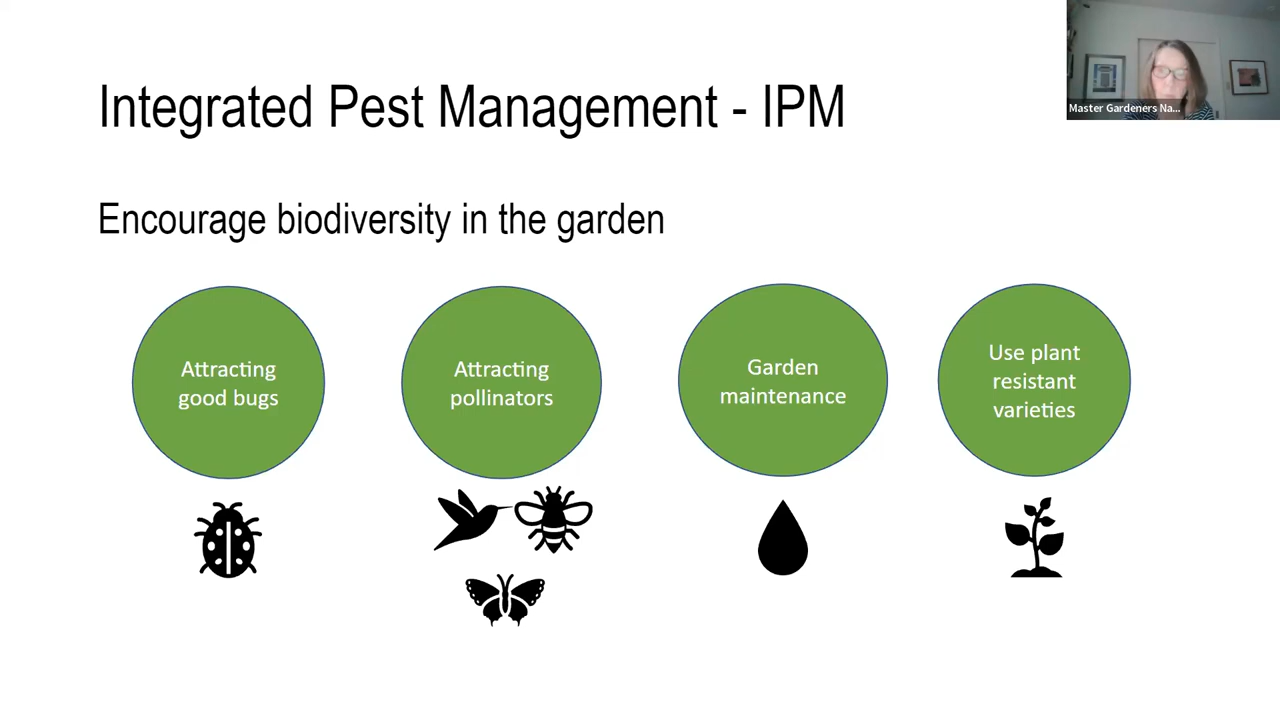 Integrated Pest Management - IPM
Master Gardeners Na...
Encourage biodiversity in the garden
Attracting
good bugs
Attracting
pollinators
Garden
maintenance
Use plant
resistant
varieties